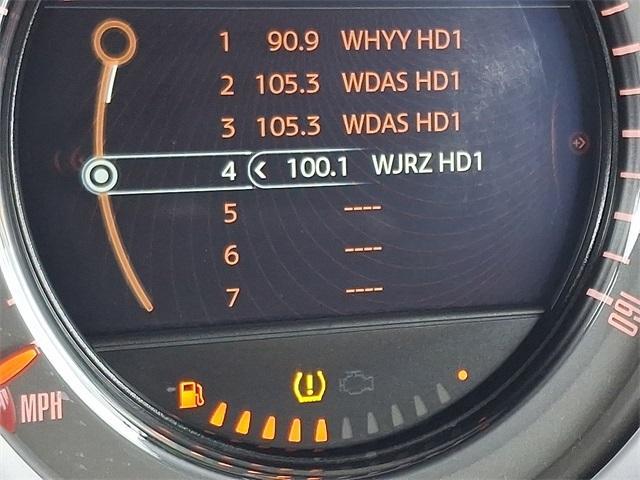 1 90.9 WHYY HD1
2 105.3 WDAS HD1
3 105.3 WDAS HD1
4 < 100.1 WJRZ HD1
5 ----
6 ----
7 ----
160
MPH